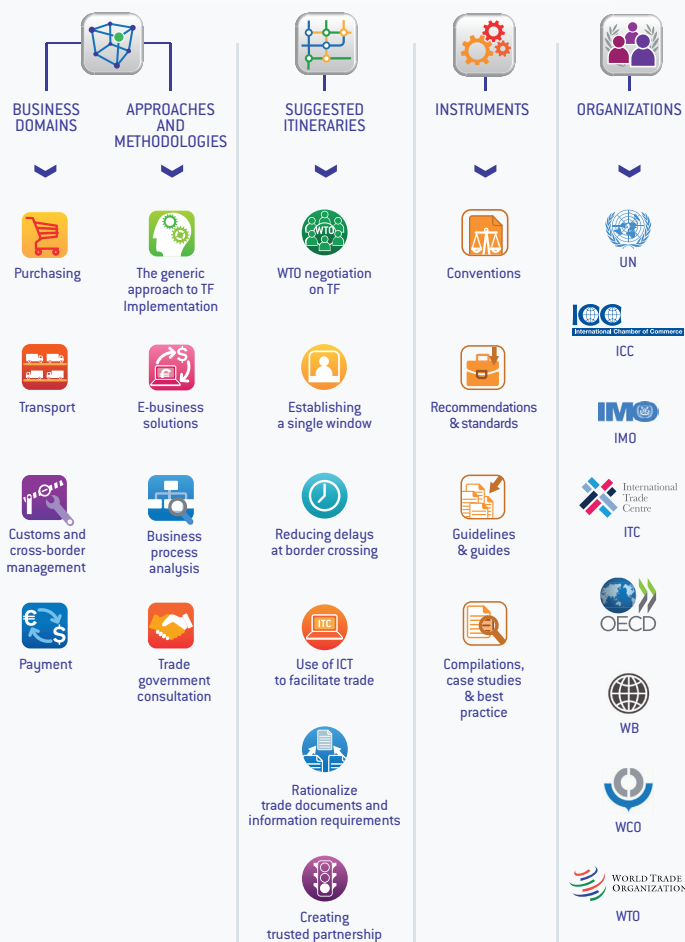 BUSINESS
DOMAINS
Purchasing
Transport
Customs and
cross-border
management
€
$
Payment
APPROACHES
AND
METHODOLOGIES
The generic
approach to TF
Implementation
$
€
E-business
solutions
Business
process
analysis
Trade
government
consultation
SUGGESTED
ITINERARIES
WTO
WTO negotiation
on TF
Establishing
a single window
Reducing delays
at border crossing
ITC
Use of ICT
to facilitate trade
Rationalize
trade documents and
information requirements
Creating
trusted partnership
INSTRUMENTS
Conventions
Recommendations
& standards
Guidelines
& guides
Compilations,
case studies
& best
practice
ORGANIZATIONS
UN
ICC
International Chamber of Commerce
ICC
IMO
IMO
International
Trade
Centre
ITC
OECD
WB
WCO
WORLD TRADE
ORGANIZATION
WTO